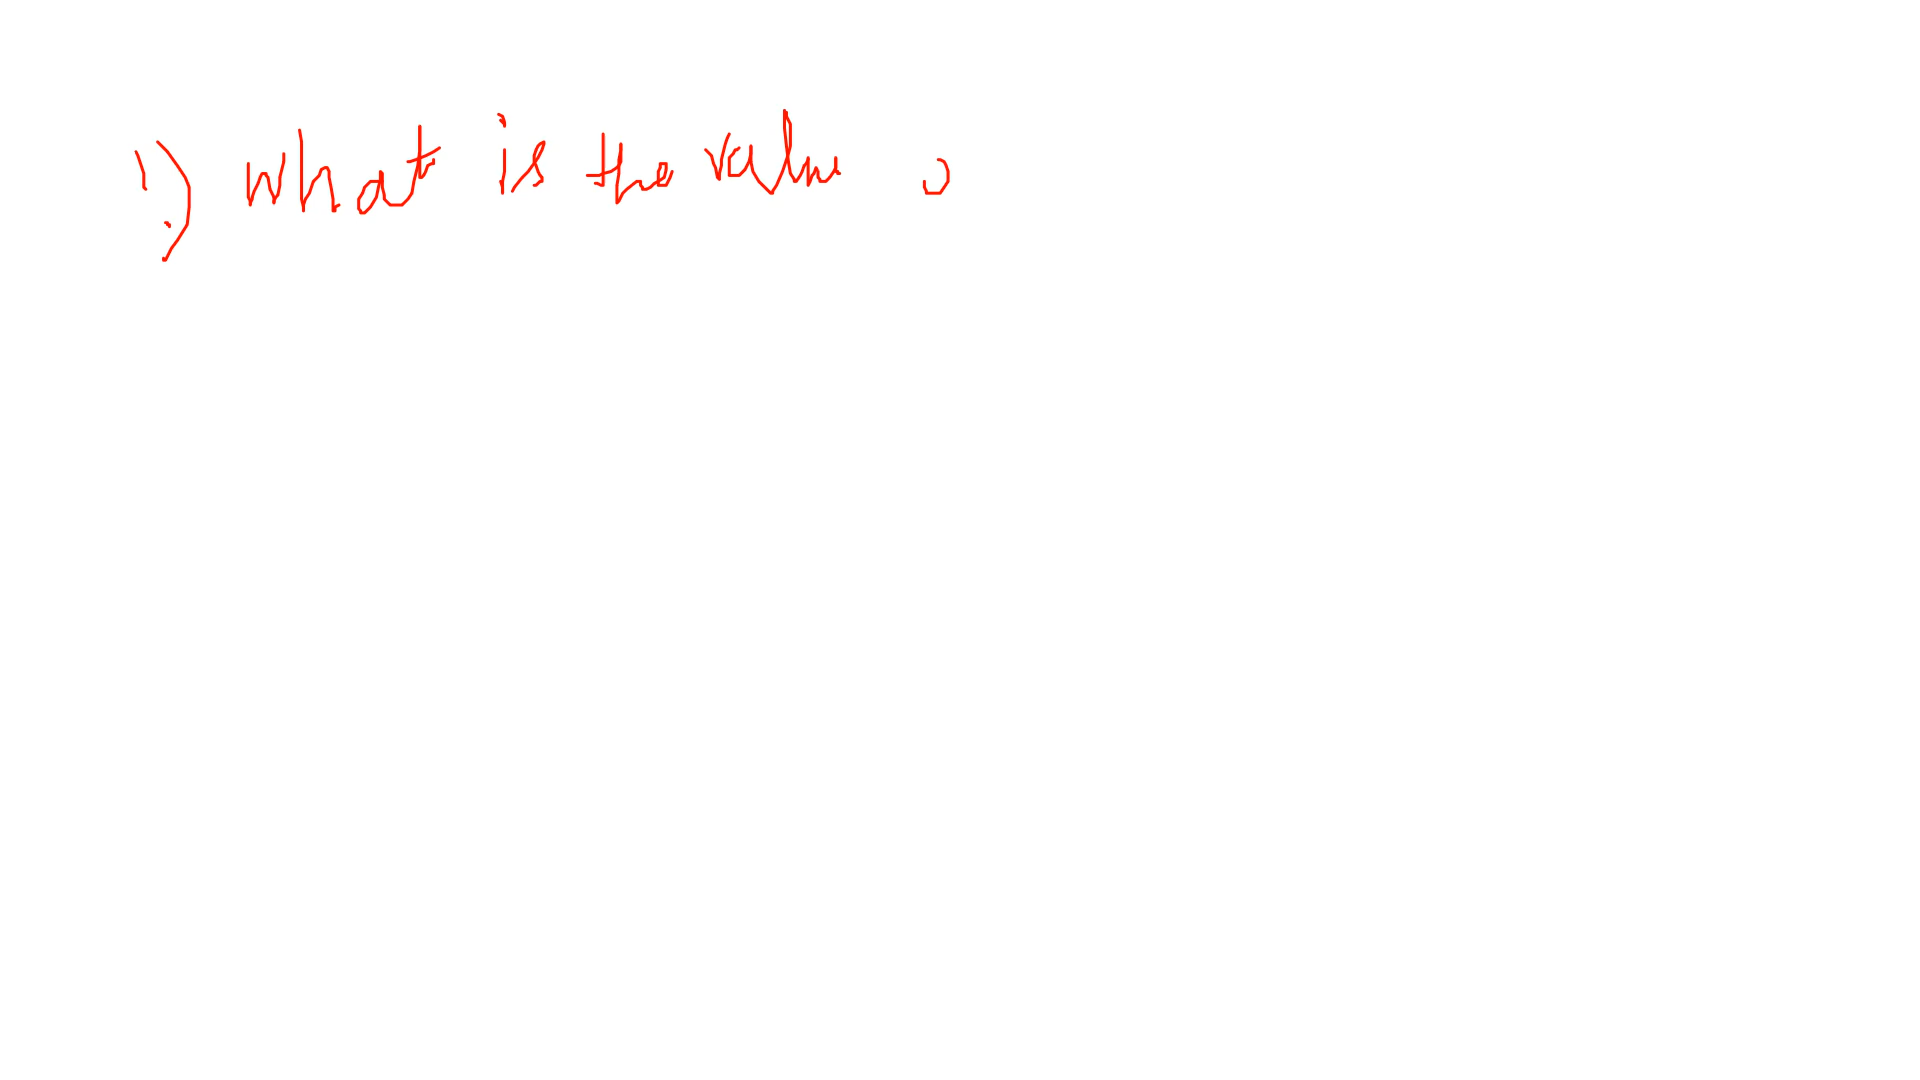 1) what is the value o